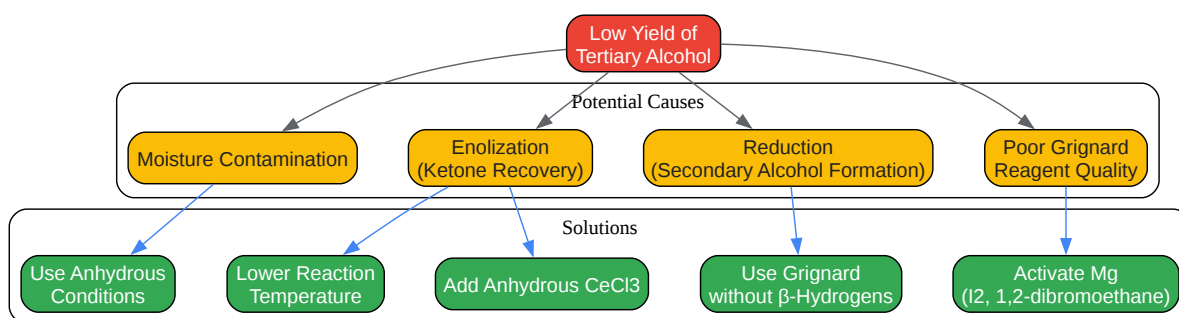 Low Yield of
Tertiary Alcohol
Potential Causes
Moisture Contamination
Enolization
(Ketone Recovery)
Reduction
(Secondary Alcohol Formation)
Poor Grignard
Reagent Quality
Solutions
Use Anhydrous
Conditions
Lower Reaction
Temperature
Add Anhydrous CeCl3
Use Grignard
without β-Hydrogens
Activate Mg
(I2, 1,2-dibromoethane)